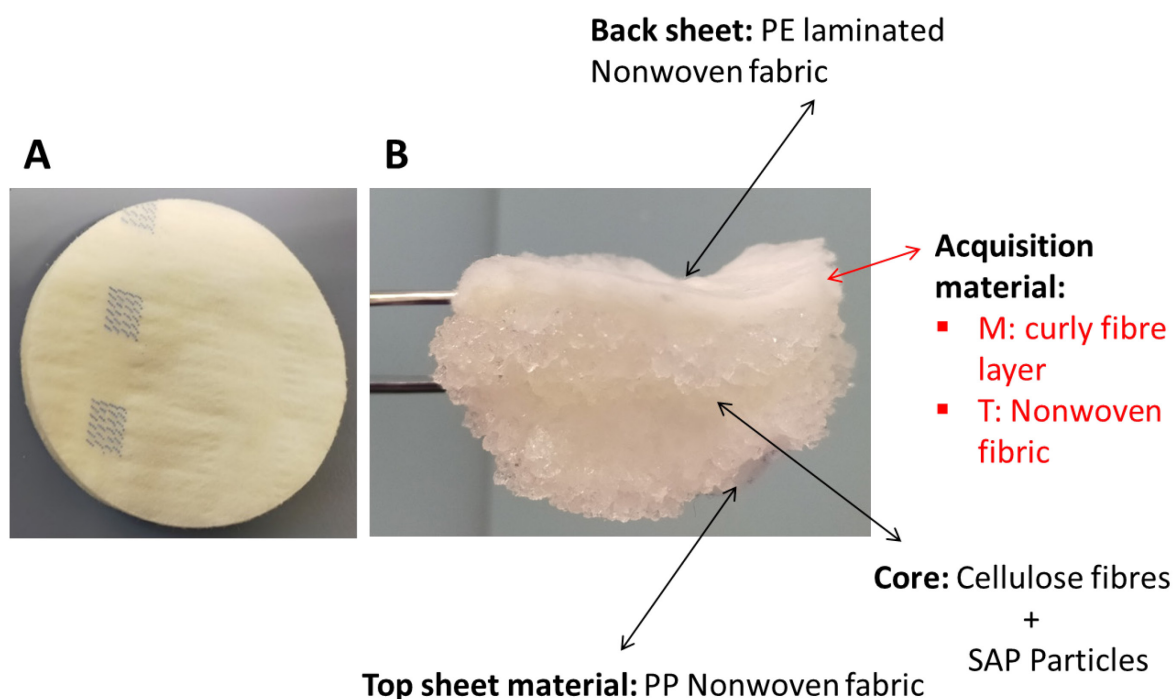 Back sheet: PE laminated
Nonwoven fabric
A
B
Acquisition
material:
▪ M: curly fibre
layer
▪ T: Nonwoven
fibric
Core: Cellulose fibres
+
SAP Particles
Top sheet material: PP Nonwoven fabric